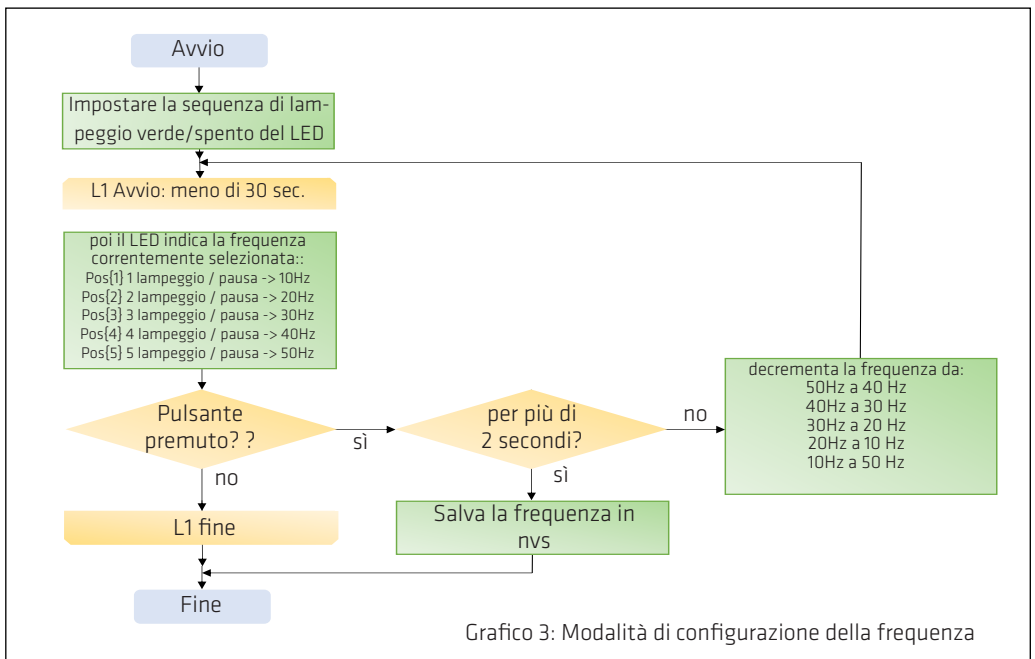 Avvio
Impostare la sequenza di lam-
peggio verde/spento del LED
L1 Avvio: meno di 30 sec.
poi il LED indica la frequenza
correntemente selezionata::
Pos{1} 1 lampeggio / pausa -> 10Hz
Pos{2} 2 lampeggio / pausa -> 20Hz
Pos{3} 3 lampeggio / pausa -> 30Hz
Pos{4} 4 lampeggio / pausa -> 40Hz
Pos{5} 5 lampeggio / pausa -> 50Hz
Pulsante
premuto? ?
sì
no
per più di
2 secondi?
no
sì
decrementa la frequenza da:
50Hz a 40 Hz
40Hz a 30 Hz
30Hz a 20 Hz
20Hz a 10 Hz
10Hz a 50 Hz
L1 fine
Salva la frequenza in
nvs
Fine
Grafico 3: Modalità di configurazione della frequenza